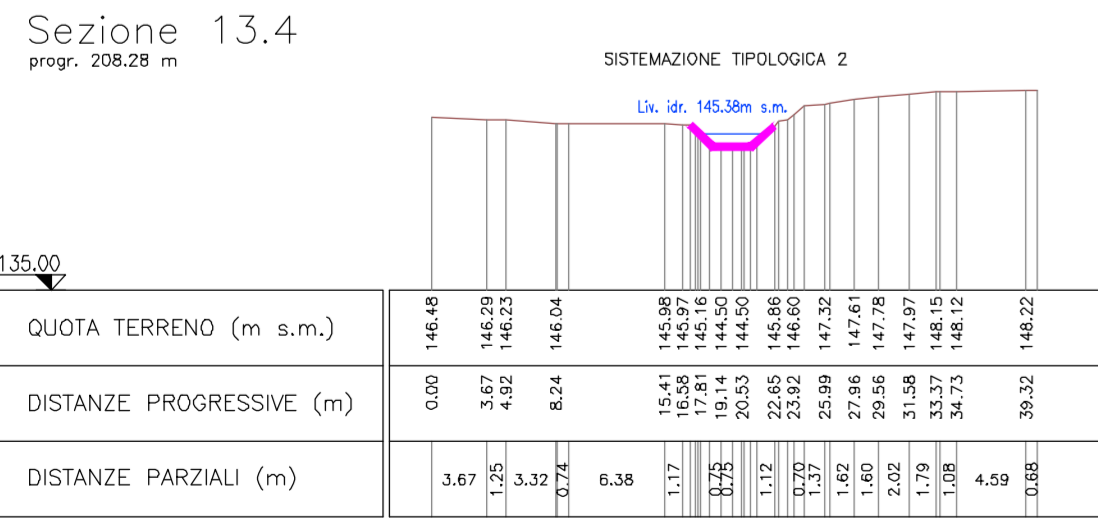 Sezione 13.4
progr. 208.28 m
SISTEMAZIONE TIPOLOGICA 2
Liv. idr. 145.38m s.m.
135.00
QUOTA TERRENO (m s.m.)
146.48 146.29 146.23 146.04 145.98 145.97 145.16 144.50 144.50 145.86 146.60 147.32 147.61 147.78 147.97 148.15 148.12 148.22
DISTANZE PROGRESSIVE (m)
0.00 3.67 4.92 8.24 15.41 16.58 17.81 19.14 20.53 22.65 23.92 25.99 27.96 29.56 31.58 33.37 34.73 39.32
DISTANZE PARZIALI (m)
3.67 1.25 3.32 0.74 6.38 1.17 0.75 0.75 1.12 0.70 1.37 1.62 1.60 2.02 1.79 1.08 4.59 0.68